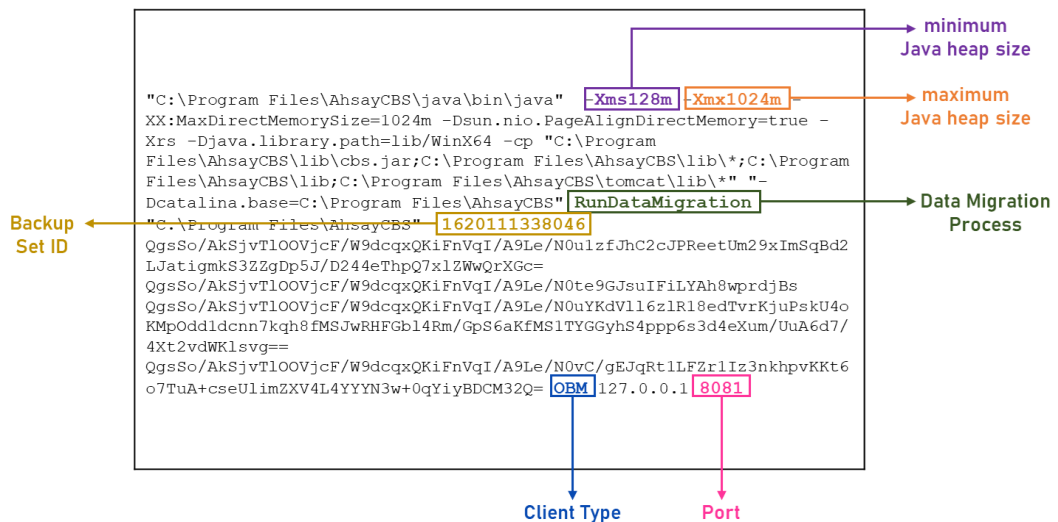 minimum
Java heap size
"C:\Program Files\AhsayCBS\java\bin\java" -Xms128m -Xmx1024m -
maximum
Java heap size
XX:MaxDirectMemorySize=1024m -Dsun.nio.PageAlignDirectMemory=true -
Xrs -Djava.library.path=lib/WinX64 -cp "C:\Program
Files\AhsayCBS\lib\cbs.jar;C:\Program Files\AhsayCBS\lib\*;C:\Program
Files\AhsayCBS\lib;C:\Program Files\AhsayCBS\tomcat\lib\*" "-
Dcatalina.base=C:\Program Files\AhsayCBS" RunDataMigration
Data Migration
Process
Backup
Set ID
"C:\Program Files\AhsayCBS" 1620111338046
QgsSo/AkSjvTlOOVjcF/W9dcqxQKiFnVqI/A9Le/N0ulzfJhC2cJPReetUm29xImSqBd2
LJatigmkS3ZZgDp5J/D244eThpQ7xlZWwQrXGc=
QgsSo/AkSjvTlOOVjcF/W9dcqxQKiFnVqI/A9Le/N0te9GJsuIFiLYAh8wprdjBs
QgsSo/AkSjvTlOOVjcF/W9dcqxQKiFnVqI/A9Le/N0uYKdVll6zlR18edTvrKjuPskU4o
KMpOddldcnn7kqh8fMSJwRHFGbl4Rm/GpS6aKfMS1TYGGyhS4ppp6s3d4eXum/UuA6d7/
4Xt2vdWKlsvg==
QgsSo/AkSjvTlOOVjcF/W9dcqxQKiFnVqI/A9Le/N0vC/gEJqRt1LFZr1Iz3nkhpvKKt6
o7TuA+cseUlimZXV4L4YYYN3w+0qYiyBDCM32Q= OBM 127.0.0.1 8081
Client Type
Port